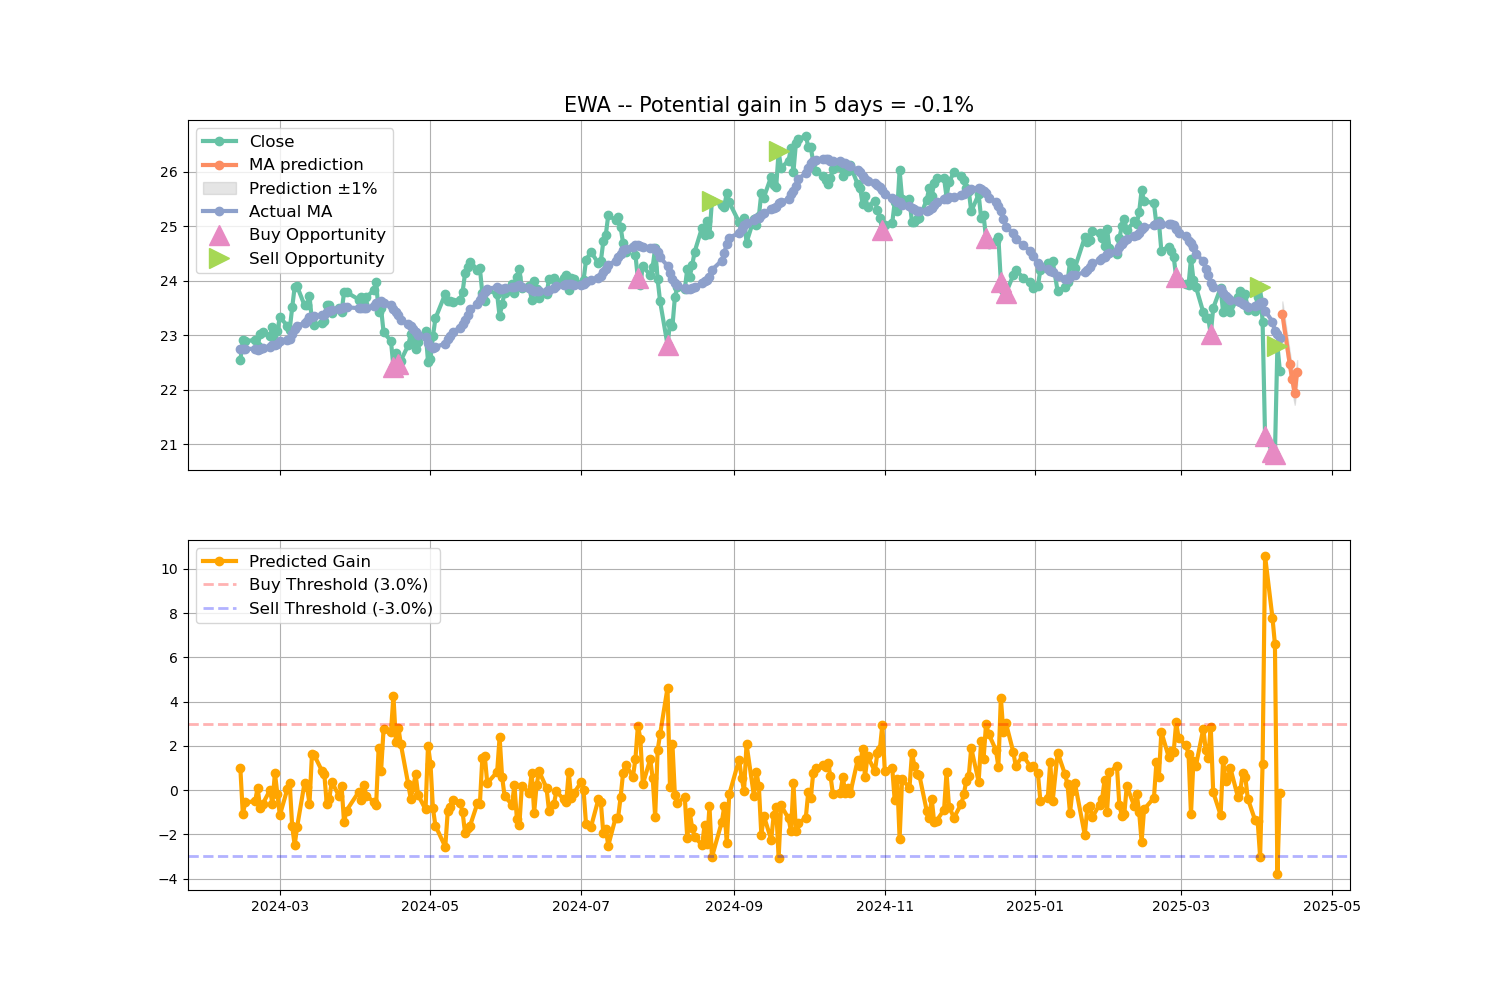 EWA -- Potential gain in 5 days = -0.1%
Close
MA prediction
Prediction ±1%
Actual MA
Buy Opportunity
Sell Opportunity
26
25
24
23
22
21
Predicted Gain
Buy Threshold (3.0%)
Sell Threshold (-3.0%)
10
8
6
4
2
0
−2
−4
2024-03
2024-05
2024-07
2024-09
2024-11
2025-01
2025-03
2025-05